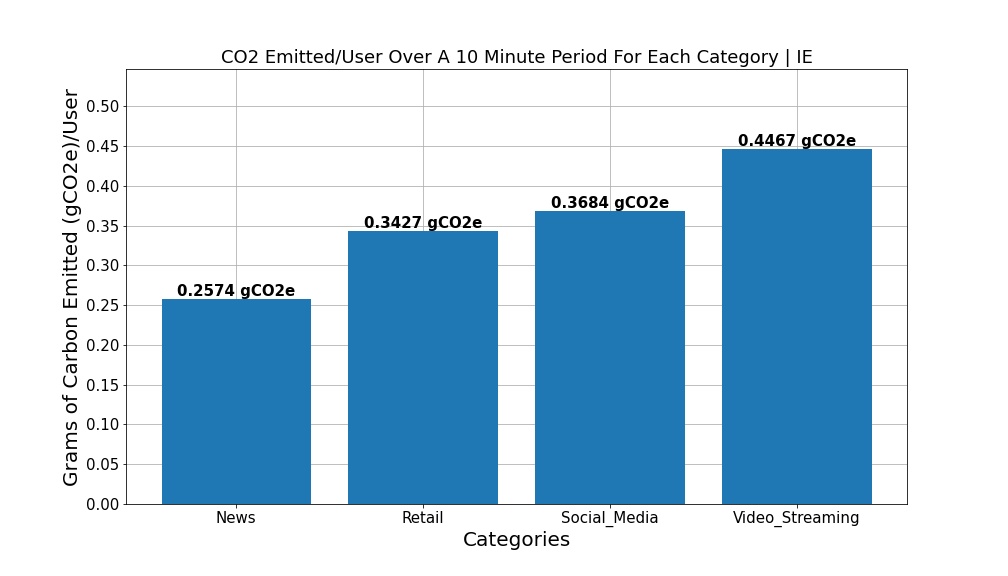 CO2 Emitted/User Over A 10 Minute Period For Each Category | IE
Grams of Carbon Emitted (gCO2e)/User
0.50
0.45
0.40
0.35
0.30
0.25
0.20
0.15
0.10
0.05
0.00
0.2574 gCO2e
0.3427 gCO2e
0.3684 gCO2e
0.4467 gCO2e
News
Retail
Social_Media
Video_Streaming
Categories